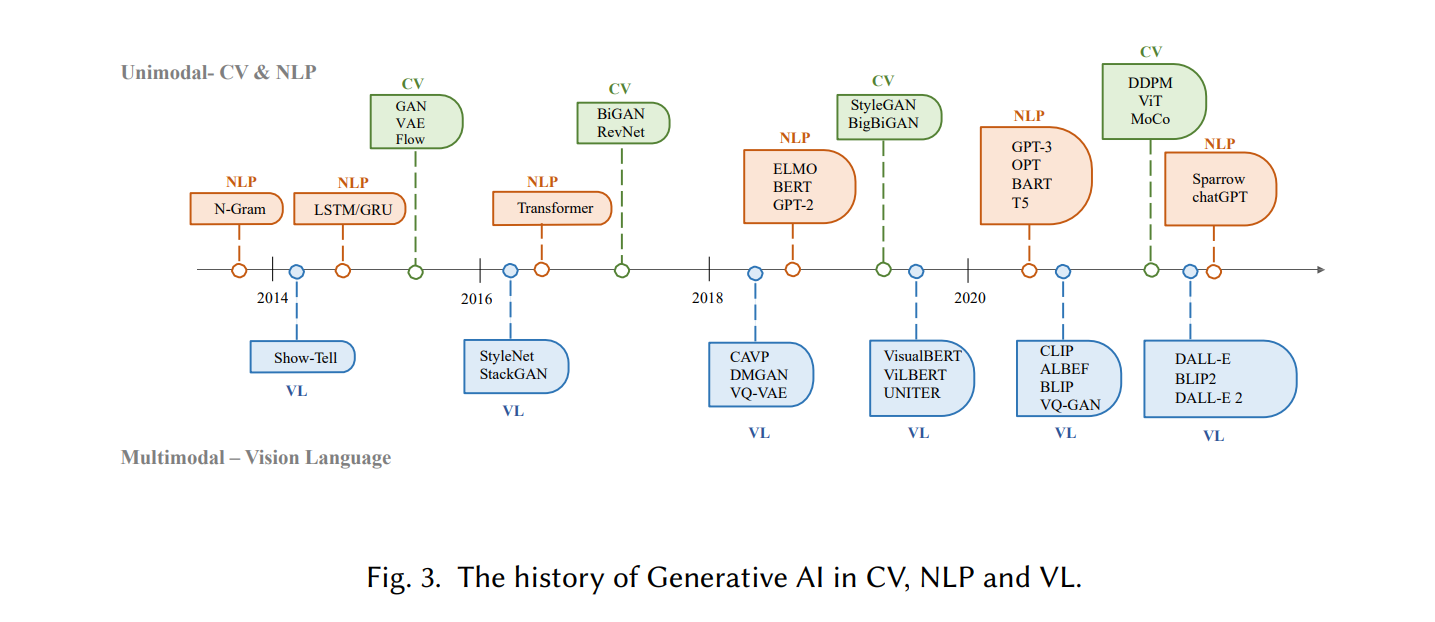 Unimodal- CV & NLP
CV
GAN
VAE
Flow
CV
BiGAN
RevNet
CV
StyleGAN
BigBiGAN
CV
DDPM
ViT
MoCo
NLP
N-Gram
NLP
LSTM/GRU
NLP
Transformer
NLP
ELMO
BERT
GPT-2
NLP
GPT-3
OPT
BART
T5
NLP
Sparrow
chatGPT
2014
2016
2018
2020
Show-Tell
VL
StyleNet
StackGAN
VL
CAVP
DMGAN
VQ-VAE
VL
VisualBERT
ViLBERT
UNITER
VL
CLIP
ALBEF
BLIP
VQ-GAN
VL
DALL-E
BLIP2
DALL-E 2
VL
Multimodal – Vision Language
Fig. 3. The history of Generative AI in CV, NLP and VL.